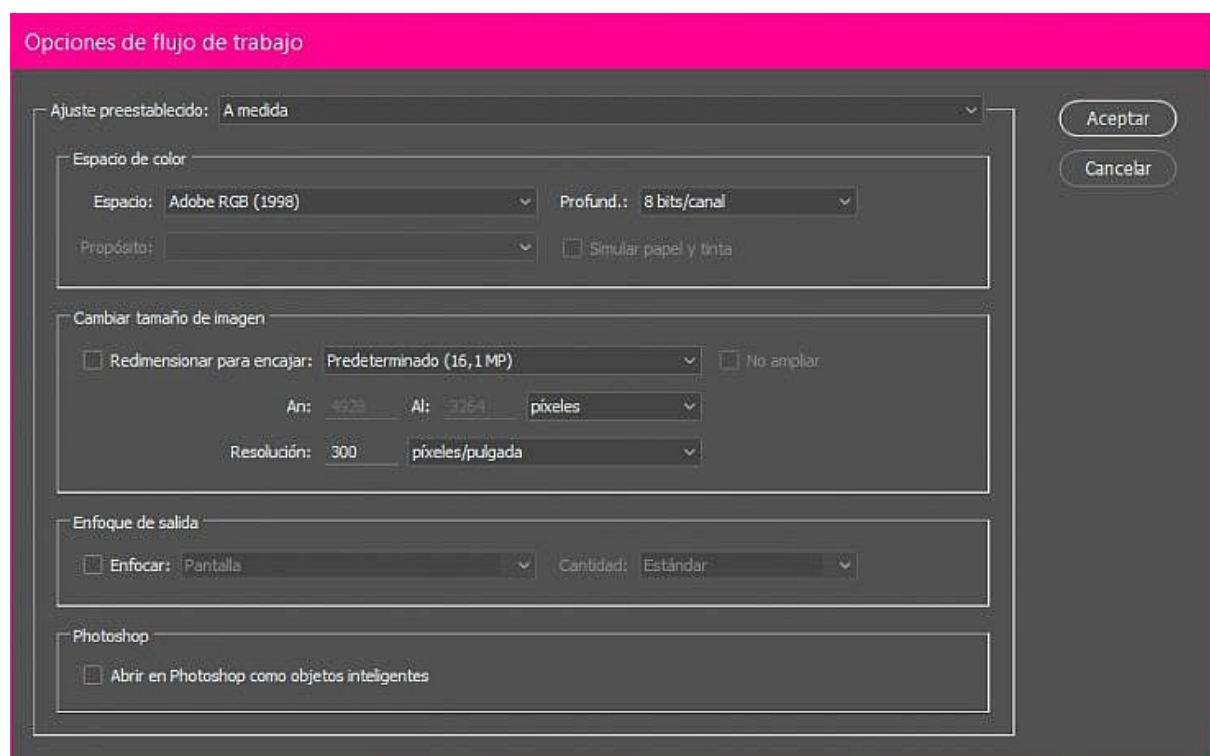 Opciones de flujo de trabajo
Ajuste preestablecido: A medida
Aceptar
Cancelar
Espacio de color
Espacio: Adobe RGB (1998) Profund.: 8 bits/canal
Propósito: Simular papel y tinta
Cambiar tamaño de imagen
Redimensionar para encajar: Predeterminado (16,1 MP) No ampliar
An: 4928 Al: 3264 píxeles
Resolución: 300 píxeles/pulgada
Enfoque de salida
Enfocar: Pantalla Cantidad: Estándar
Photoshop
Abrir en Photoshop como objetos inteligentes